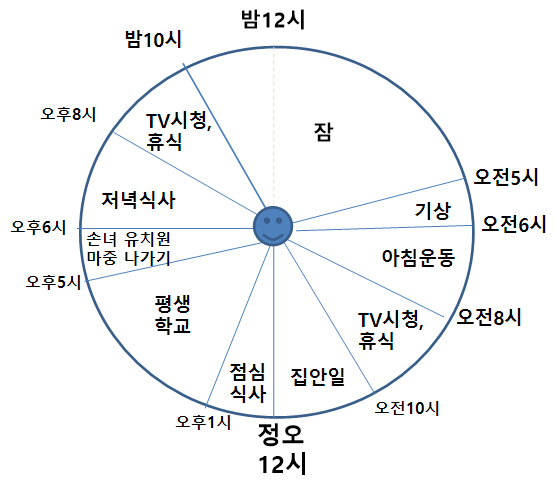 밤12시
밤10시
오후8시
TV시청,
휴식
잠
오전5시
저녁식사
기상
오후6시
오전6시
손녀 유치원
마중 나가기
아침운동
오후5시
평생
학교
TV시청,
휴식
오전8시
점심
식사
집안일
오후1시
오전10시
정오
12시